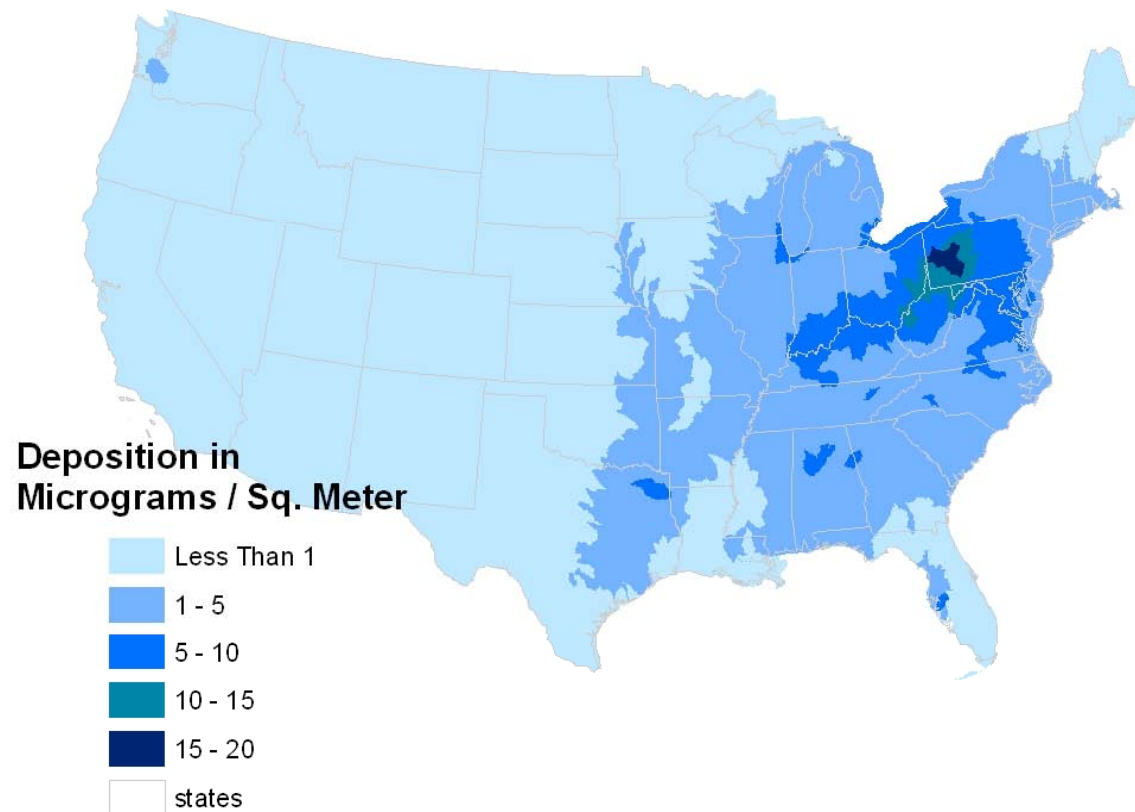 Deposition in
Micrograms / Sq. Meter
Less Than 1
1 - 5
5 - 10
10 - 15
15 - 20
states